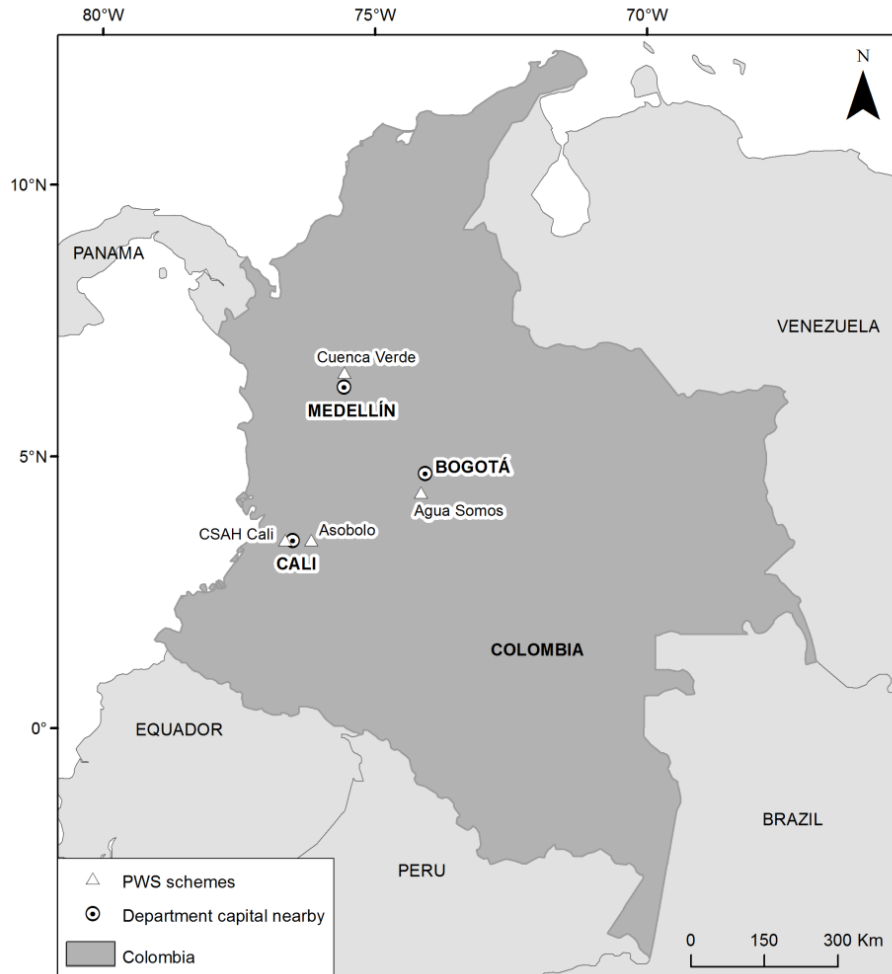 80°W 75°W 70°W
N
10°N
PANAMA
VENEZUELA
Cuenca Verde
MEDELLÍN
5°N
BOGOTÁ
Agua Somos
CSAH Cali Asobolo
CALI
COLOMBIA
0°
EQUADOR
BRAZIL
PERU
PWS schemes
Department capital nearby
Colombia
0 150 300 Km